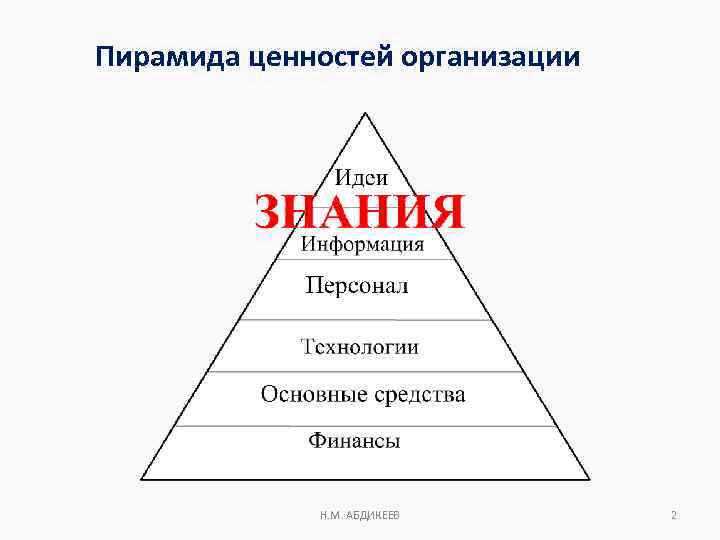 Пирамида ценностей организации
Идеи
ЗНАНИЯ
Информация
Персонал
Технологии
Основные средства
Финансы
Н.М. АБДИКЕЕВ
2